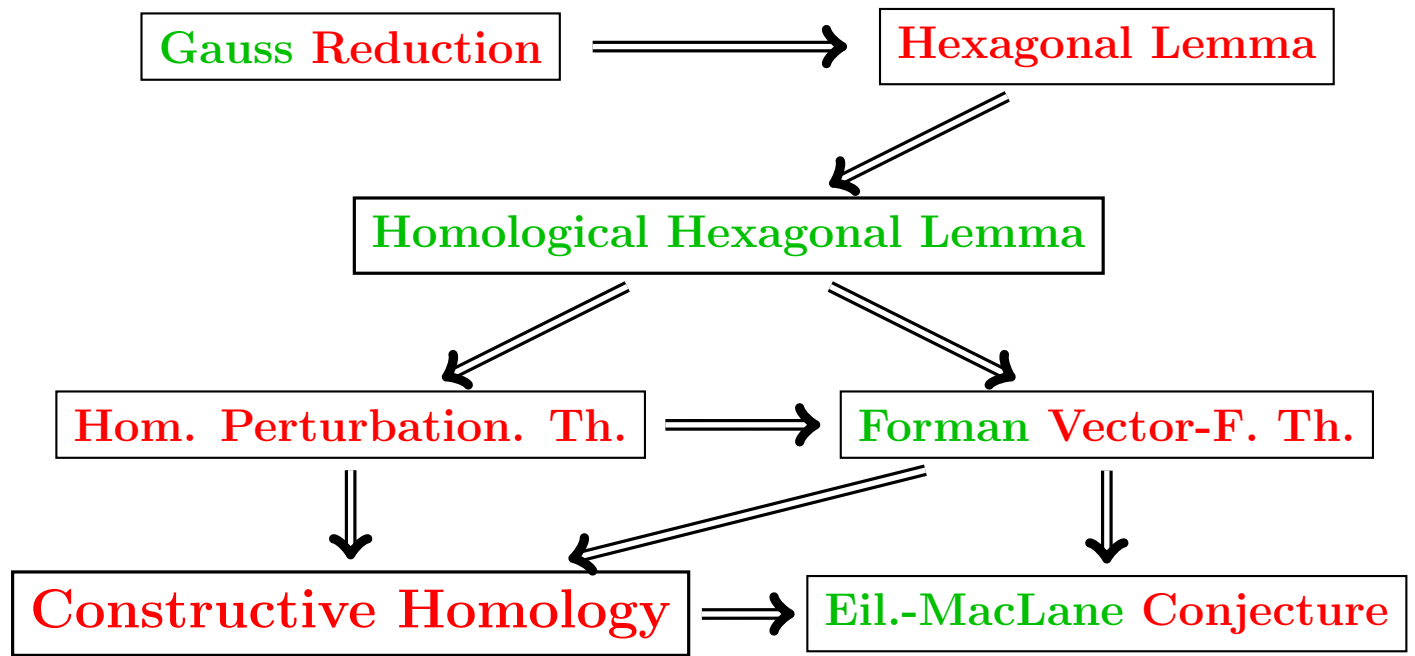 Gauss Reduction
Hexagonal Lemma
Homological Hexagonal Lemma
Hom. Perturbation. Th.
Forman Vector-F. Th.
Constructive Homology
Eil.-MacLane Conjecture